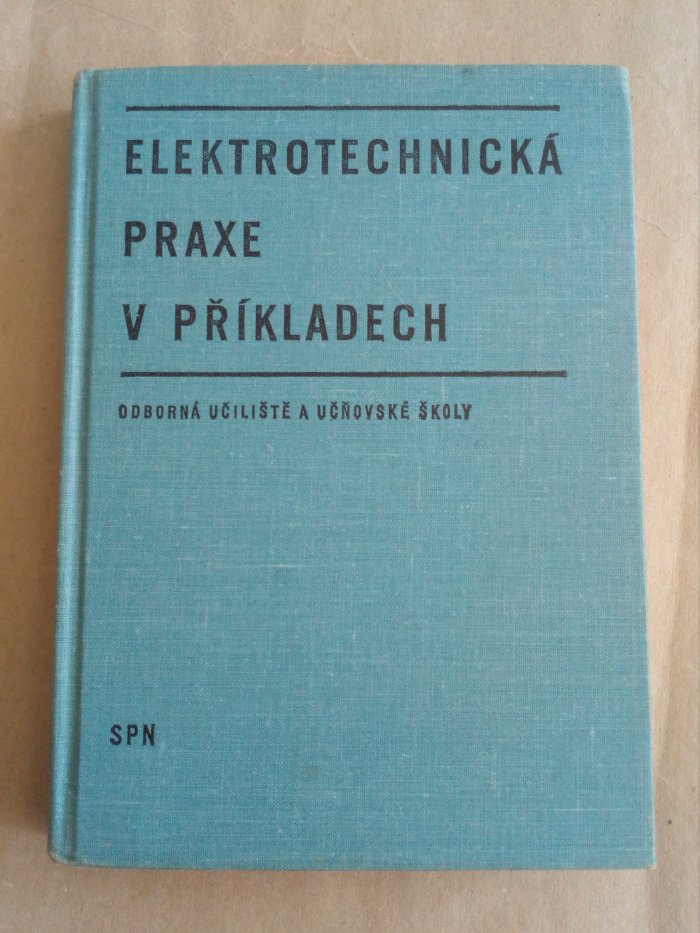 ELEKTROTECHNICKÁ
PRAXE
V PŘÍKLADECH
ODBORNÁ UČILIŠTĚ A UČŇOVSKÉ ŠKOLY
SPN